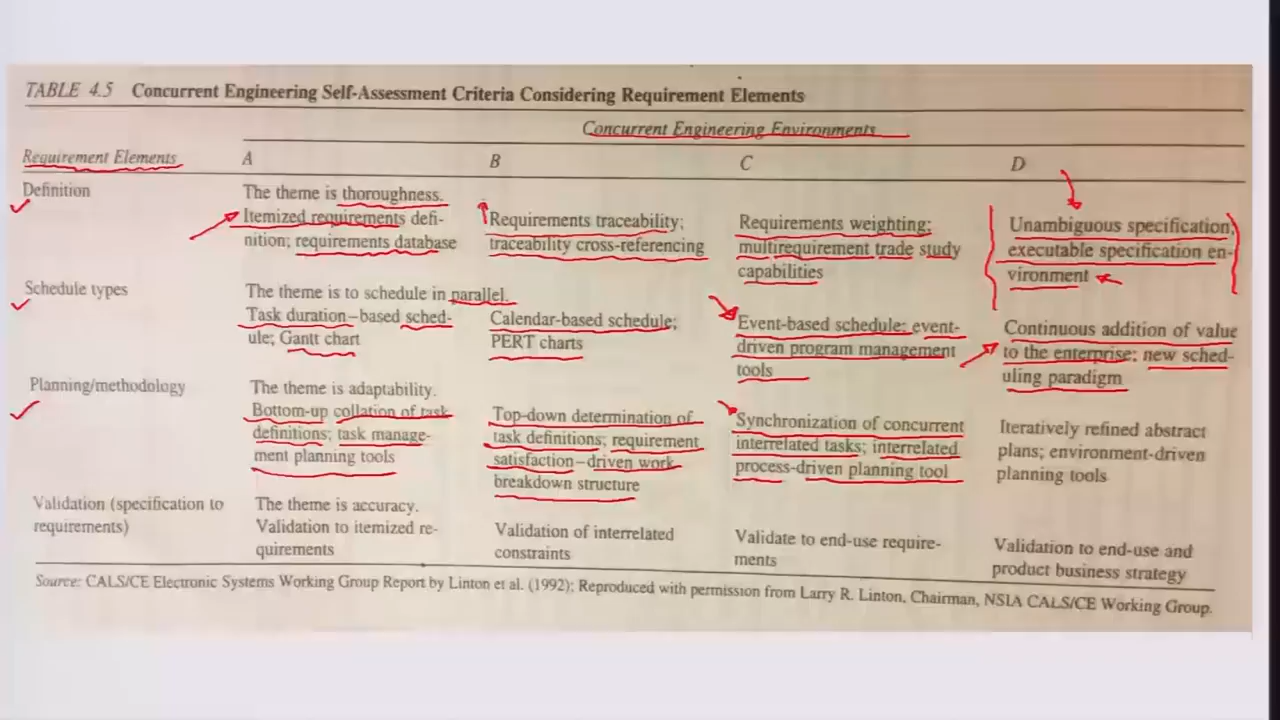 TABLE 4.5 Concurrent Engineering Self-Assessment Criteria Considering Requirement Elements
Concurrent Engineering Environments
Requirement Elements A B C D
Definition
The theme is thoroughness.
Itemized requirements defi-
nition; requirements database
Requirements traceability;
traceability cross-referencing
Requirements weighting;
multirequirement trade study
capabilities
Unambiguous specification,
executable specification en-
vironment
Schedule types
The theme is to schedule in parallel.
Task duration–based sched-
ule; Gantt chart
Calendar-based schedule;
PERT charts
Event-based schedule; event-
driven program management
tools
Continuous addition of value
to the enterprise; new sched-
uling paradigm
Planning/methodology
The theme is adaptability.
Bottom-up collation of task
definitions; task manage-
ment planning tools
Top-down determination of
task definitions; requirement
satisfaction–driven work
breakdown structure
Synchronization of concurrent
interrelated tasks; interrelated
process-driven planning tool
Iteratively refined abstract
plans; environment-driven
planning tools
Validation (specification to
requirements)
The theme is accuracy.
Validation to itemized re-
quirements
Validation of interrelated
constraints
Validate to end-use require-
ments
Validation to end-use and
product business strategy
Source: CALS/CE Electronic Systems Working Group Report by Linton et al. (1992); Reproduced with permission from Larry R. Linton, Chairman, NSIA CALS/CE Working Group.